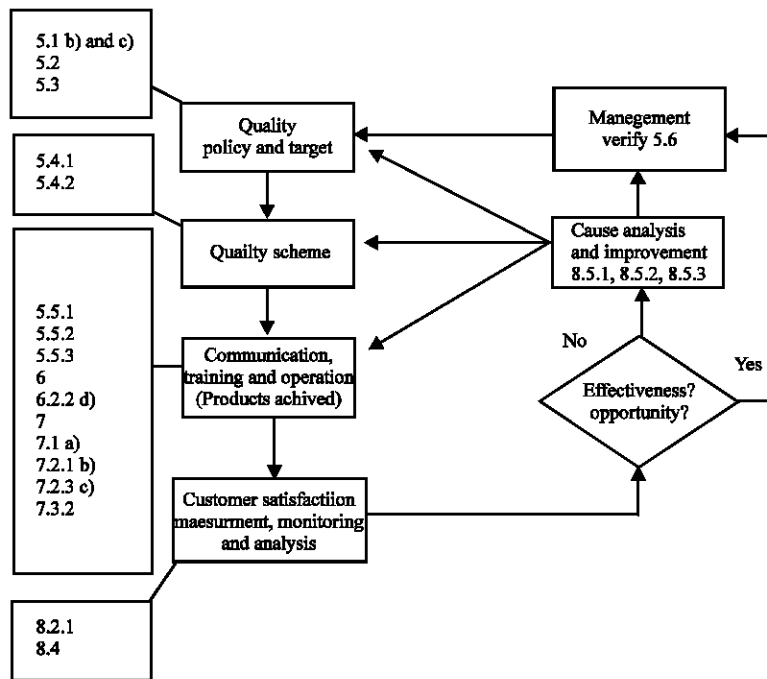 5.1 b) and c)
5.2
5.3
Quality
policy and target
Manegement
verify 5.6
5.4.1
5.4.2
Quailty scheme
Cause analysis
and improvement
8.5.1, 8.5.2, 8.5.3
5.5.1
5.5.2
5.5.3
6
6.2.2 d)
7
7.1 a)
7.2.1 b)
7.2.3 c)
7.3.2
Communication,
training and operation
(Products achived)
No
Yes
Effectiveness?
opportunity?
Customer satisfactiion
maesurment, monitoring
and analysis
8.2.1
8.4